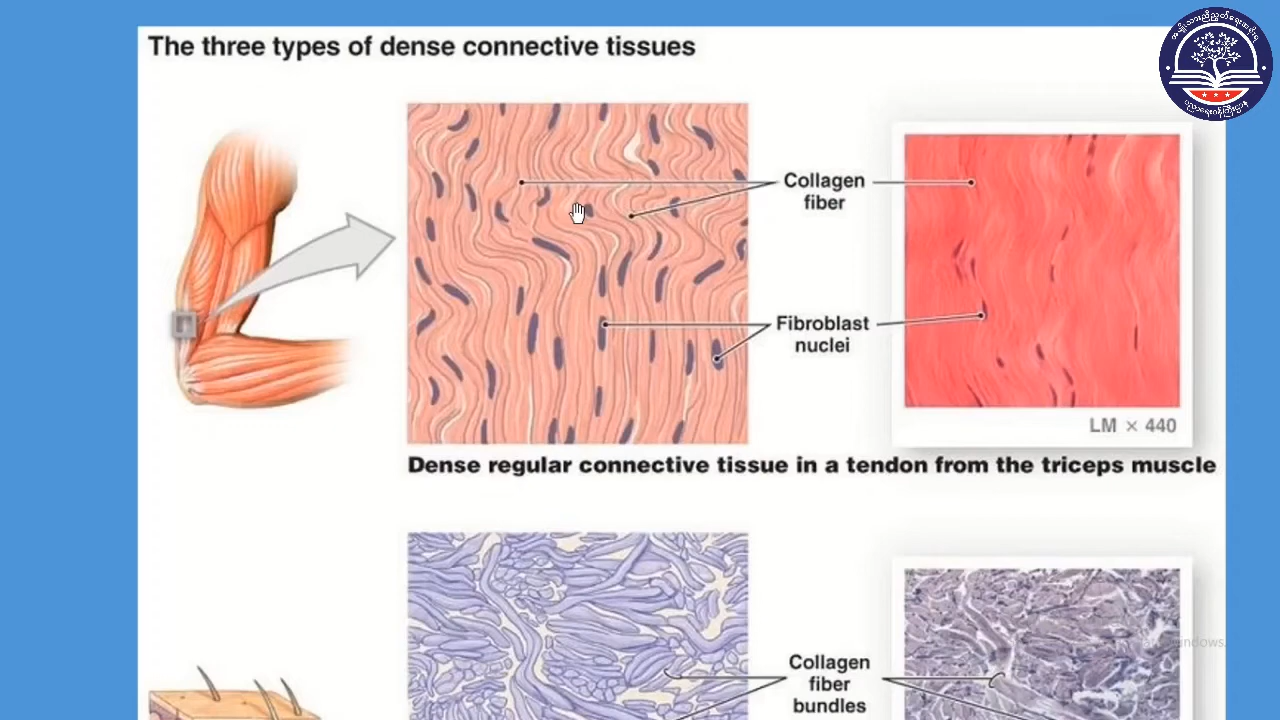 The three types of dense connective tissues
Collagen
fiber
Fibroblast
nuclei
LM × 440
Dense regular connective tissue in a tendon from the triceps muscle
Collagen
fiber
bundles